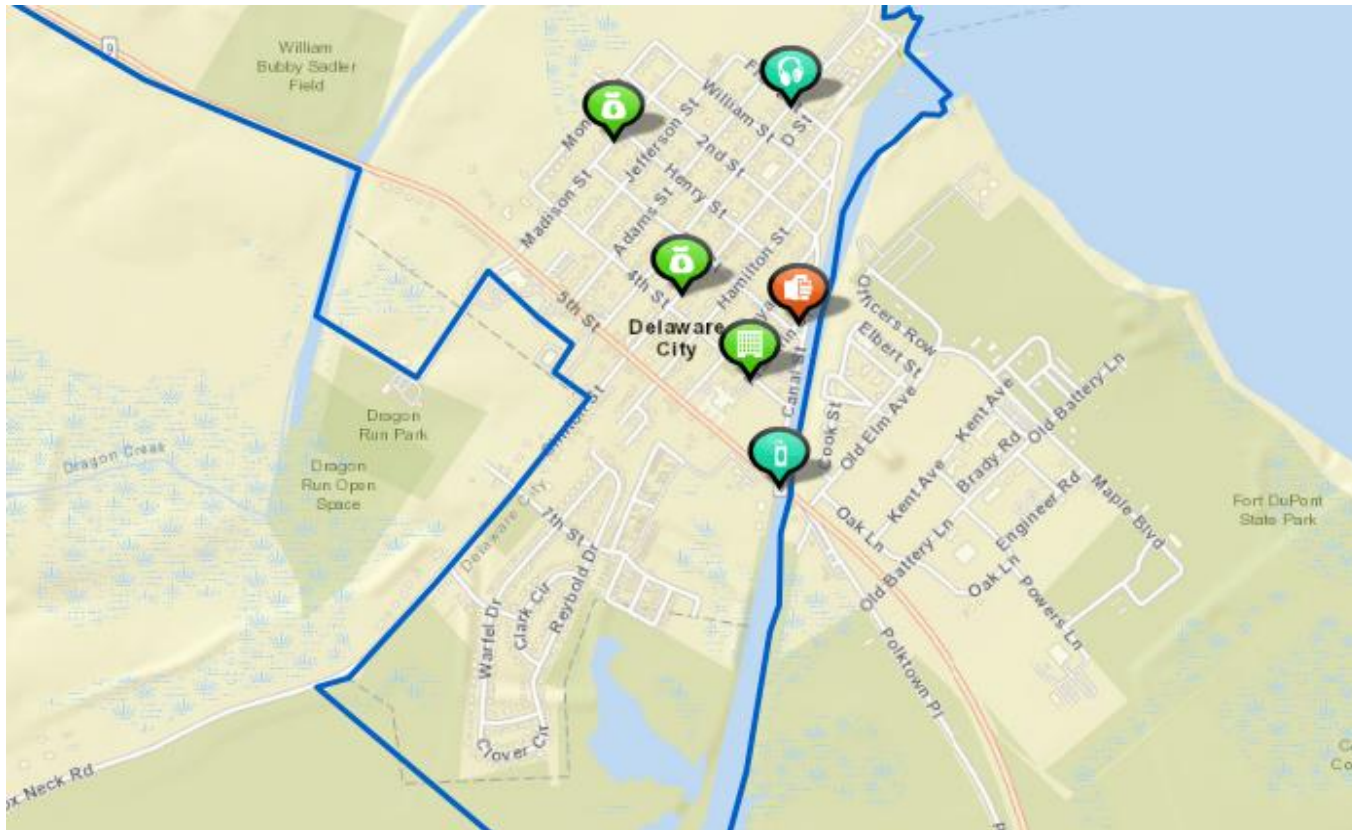 9
William
Bubby Sadler
Field
William St
D St
Jefferson St
2nd St
Henry St
Madison St
Adams St
Hamilton St
4th St
5th St
Delaware
City
Officers Row
Elbert St
Canal St
Cook St
Old Elm Ave
Kent Ave
Old Battery Ln
Brady Rd
Kent Ave
Engineer Rd
Maple Blvd
Fort DuPont
State Park
Dragon
Run Park
Dragon Creek
Dragon
Run Open
Space
Clinton St
Delaware City
7th St
Oak Ln
Old Battery Ln
Oak Ln
Powers Ln
Reybold Dr
Clark Cir
Warfel Dr
Polktown Pl
Clover Cir
ox Neck Rd